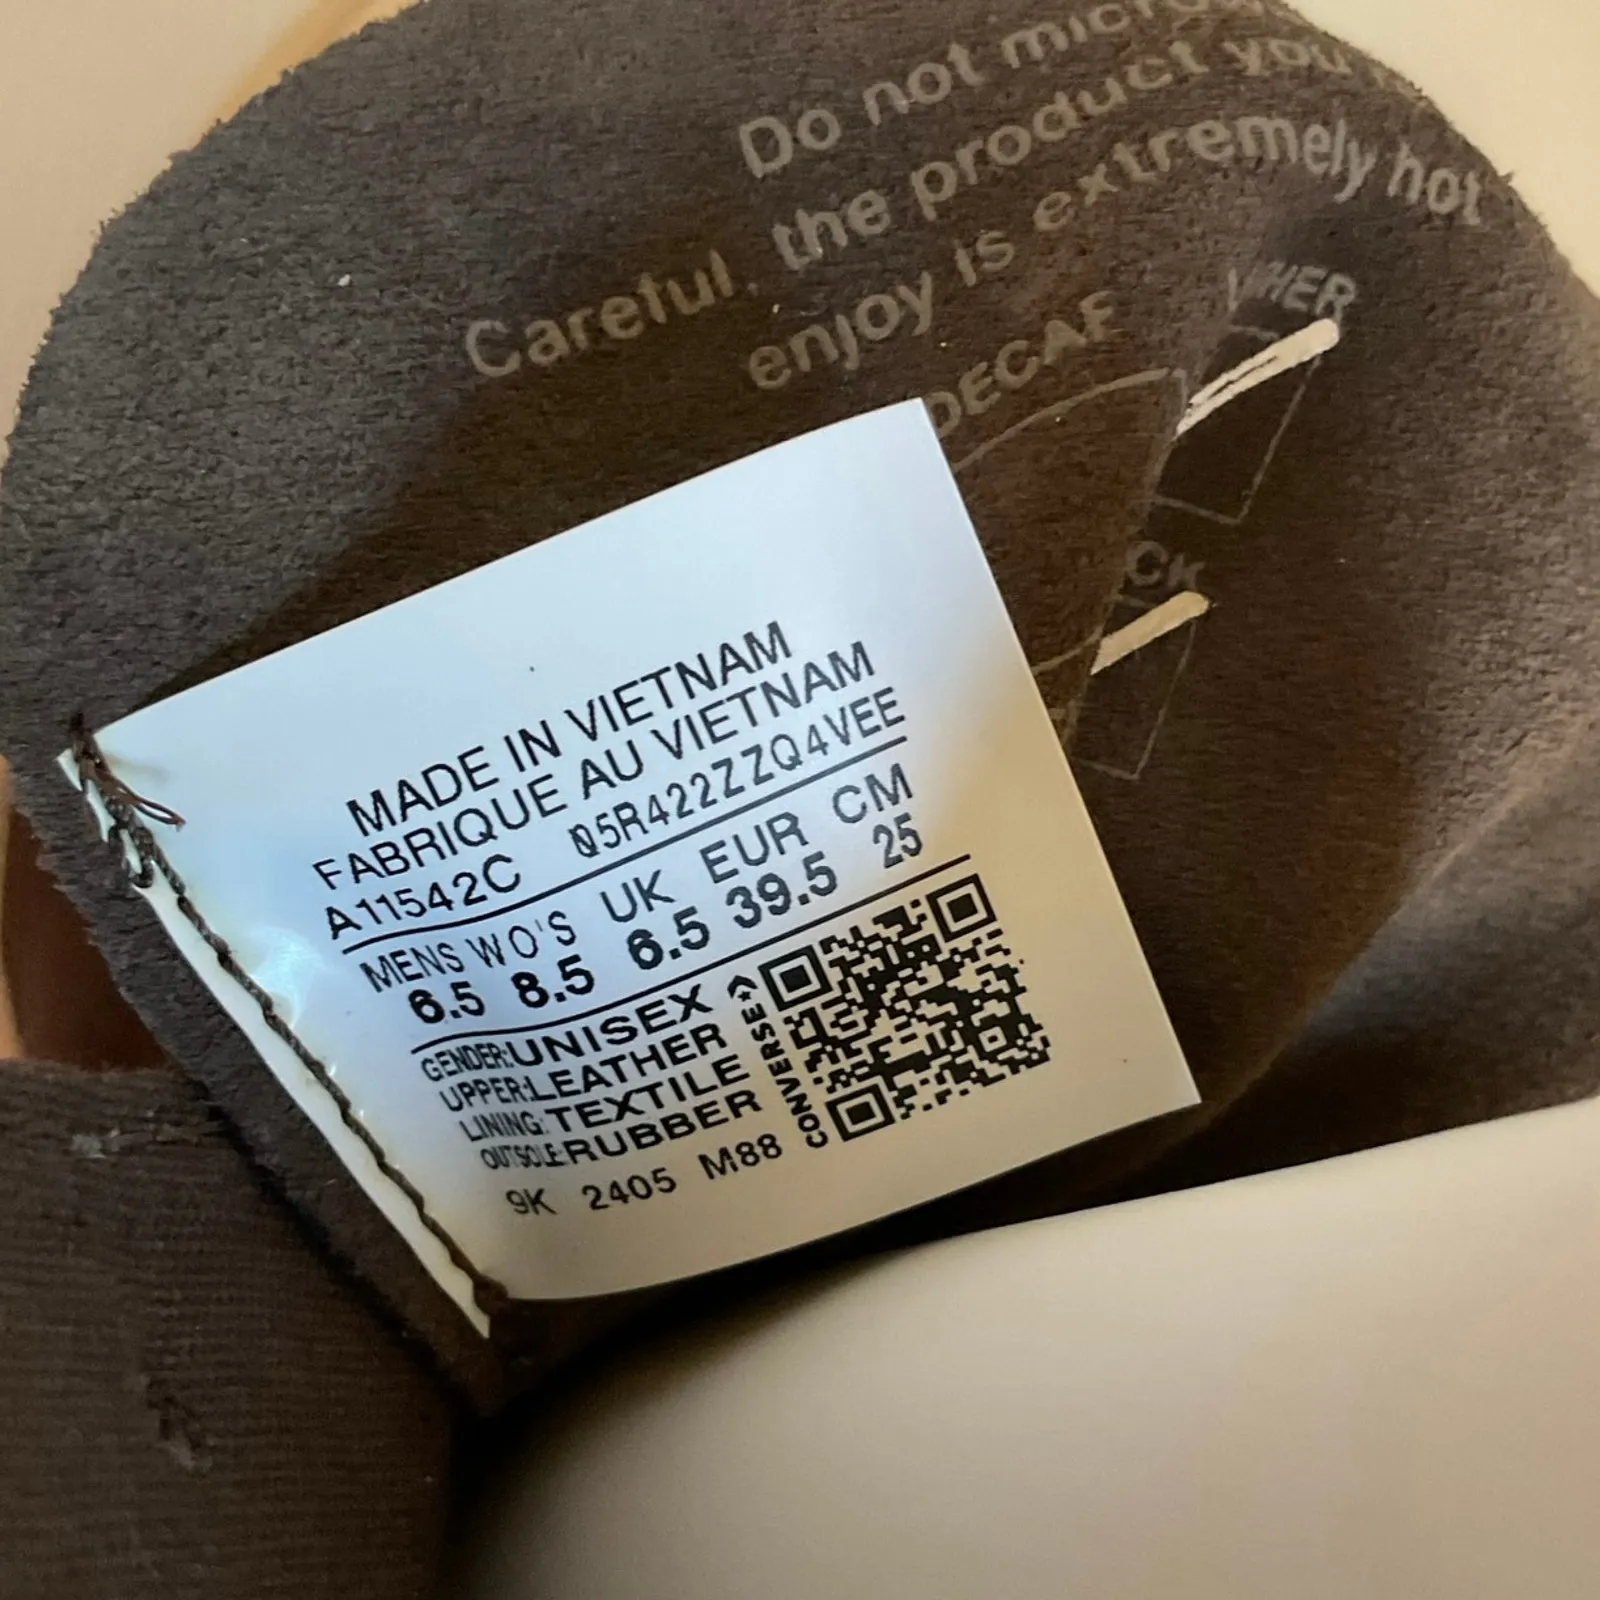 Do not
Careful, the product you
enjoy is extremely hot
DECAF
MADE IN VIETNAM
FABRIQUE AU VIETNAM
A11542C 05R422ZZQ4VEE
MENS WO'S UK EUR CM
6.5 8.5 6.5 39.5 25
GENDER:UNISEX
UPPER:LEATHER
LINING:TEXTILE
OUTSOLE:RUBBER
9K 2405 M88
CONVERSE